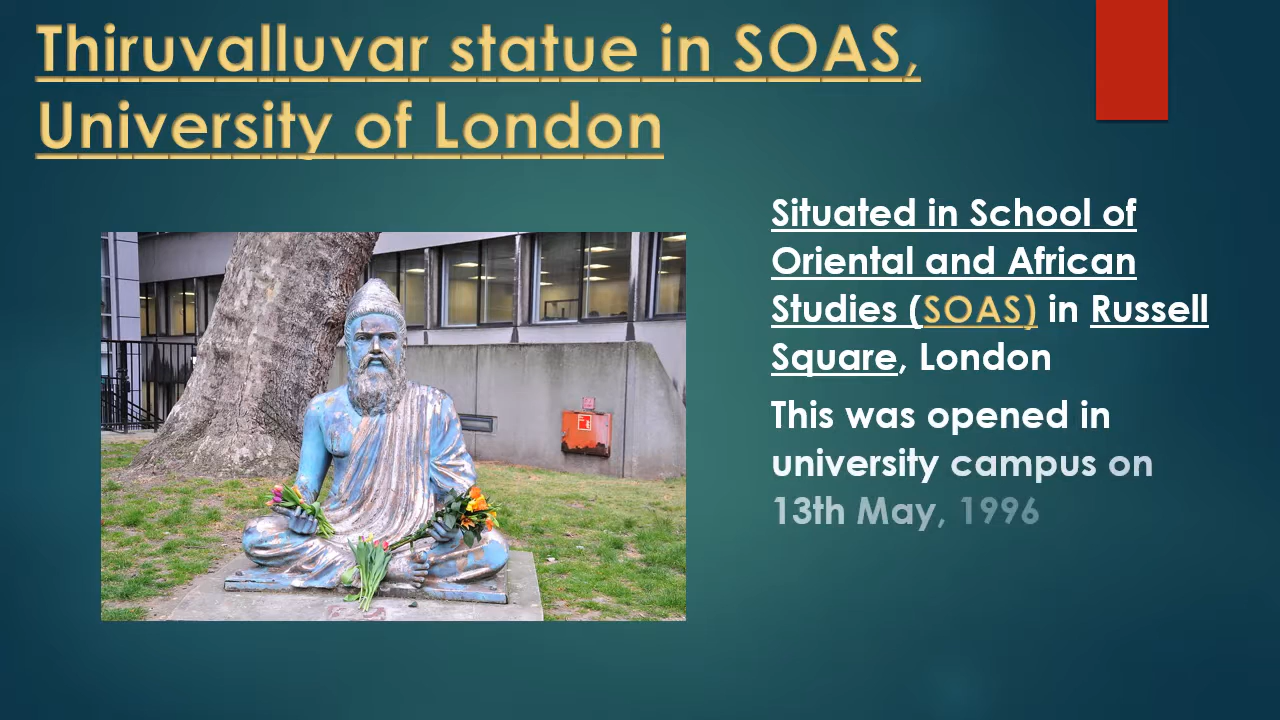 Thiruvalluvar statue in SOAS,
University of London
Situated in School of
Oriental and African
Studies (SOAS) in Russell
Square, London
This was opened in
university campus on
13th May, 1996